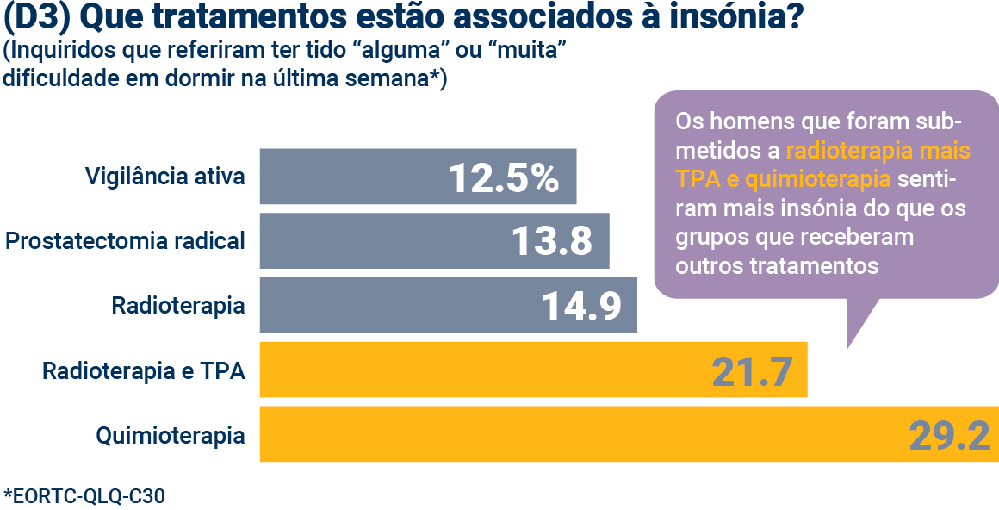 (D3) Que tratamentos estão associados à insónia?
(Inquiridos que referiram ter tido “alguma” ou “muita”
dificuldade em dormir na última semana*)
Os homens que foram sub-
metidos a radioterapia mais
TPA e quimioterapia senti-
ram mais insónia do que os
grupos que receberam
outros tratamentos
Vigilância ativa 12.5%
Prostatectomia radical 13.8
Radioterapia 14.9
Radioterapia e TPA 21.7
Quimioterapia 29.2
*EORTC-QLQ-C30